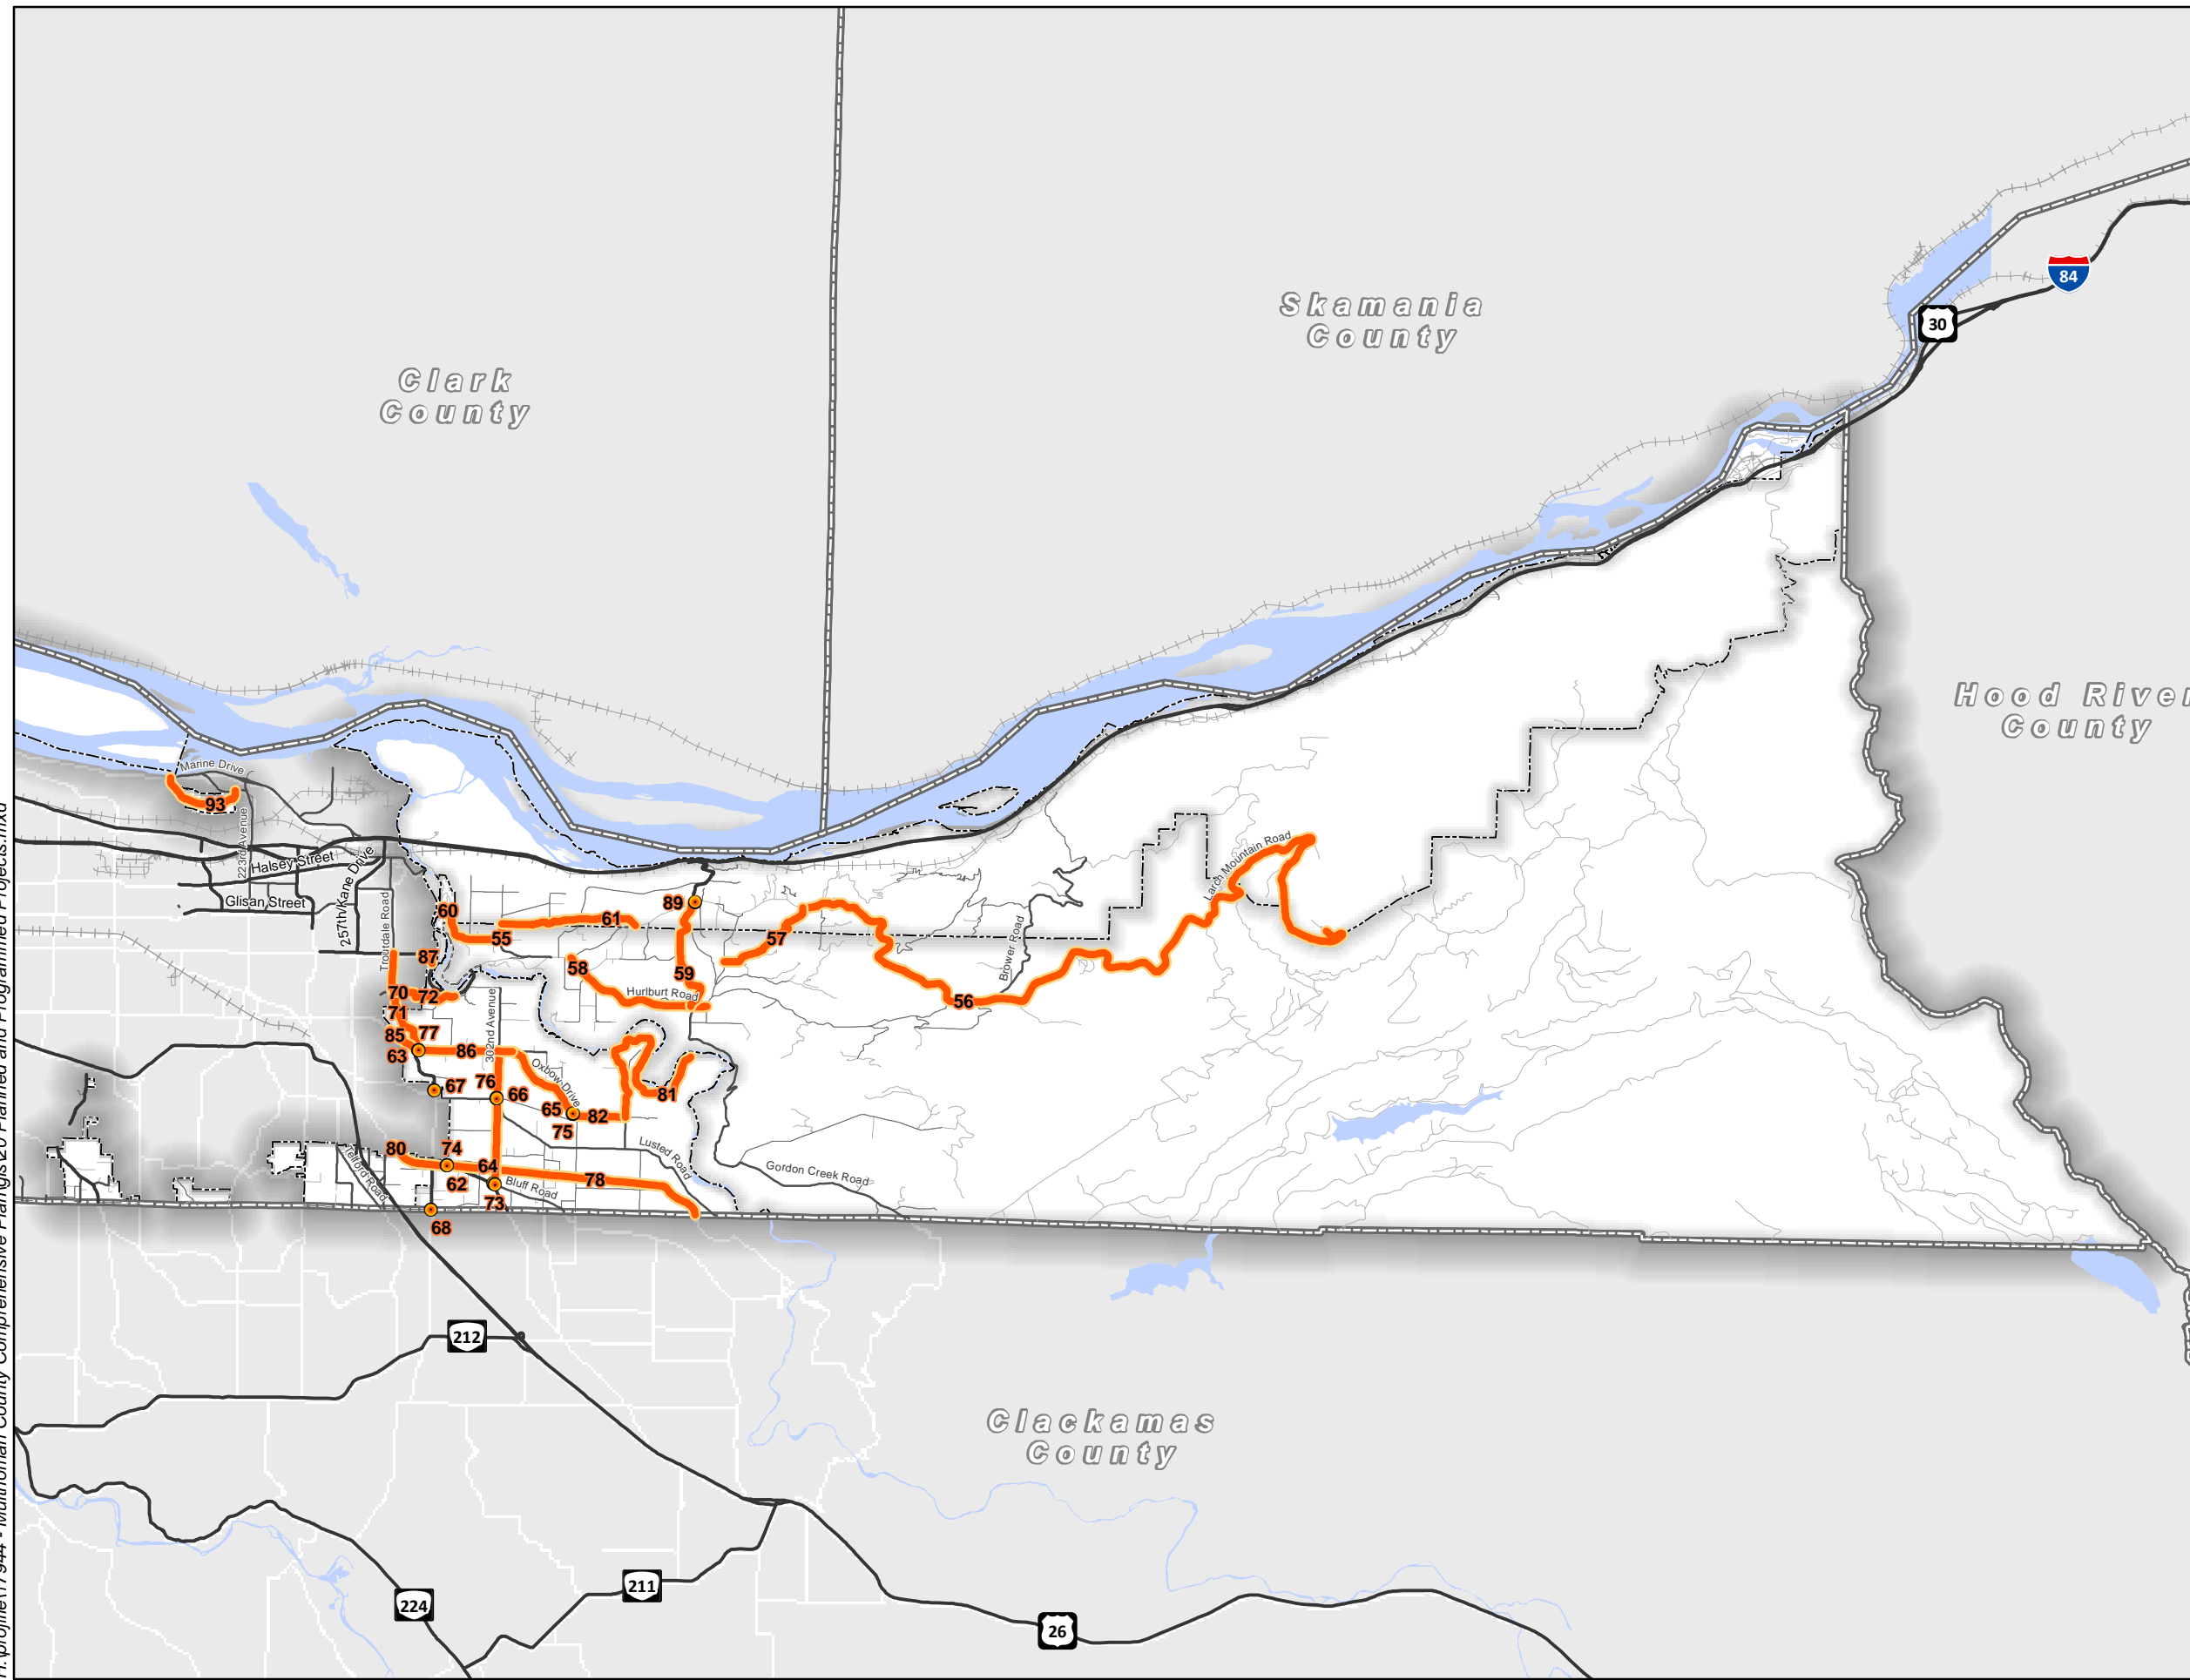 84
30
Skamania
County
Clark
County
Hood River
County
Marine Drive
93
223rd Avenue
Halsey Street
Glisan Street
257th/Kane Drive
Troutdale Road
Larch Mountain Road
60
61
89
55
57
87
58
59
Brower Road
70
72
Hurlburt Road
56
71
302nd Avenue
85
77
63
86
Oxbow Drive
67
76
66
65
82
81
75
80
74
64
Lusted Road
Telford Road
62
78
Gordon Creek Road
Bluff Road
73
68
212
Clackamas
County
211
224
26